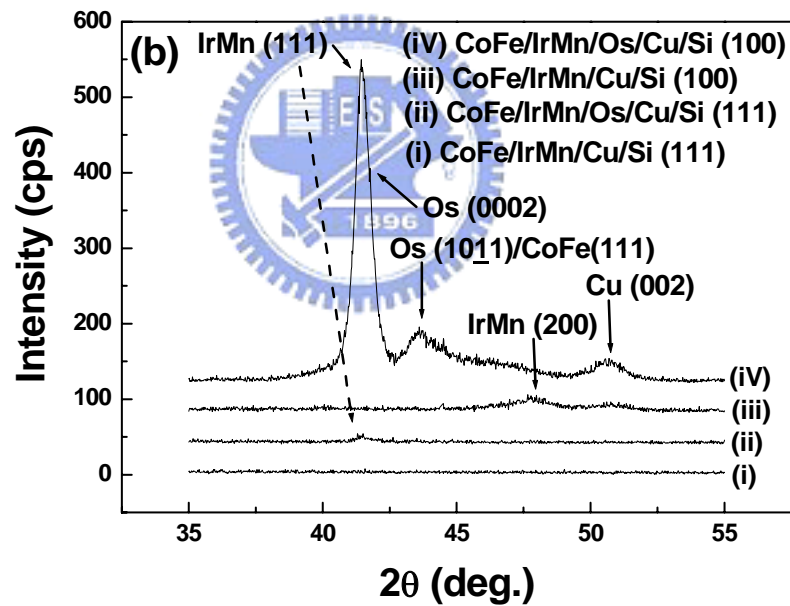 (b)
IrMn (111)
(iV) CoFe/IrMn/Os/Cu/Si (100)
(iii) CoFe/IrMn/Cu/Si (100)
(ii) CoFe/IrMn/Os/Cu/Si (111)
(i) CoFe/IrMn/Cu/Si (111)
E S
1896
Os (0002)
Os (1011)/CoFe(111)
Cu (002)
IrMn (200)
(iV)
(iii)
(ii)
(i)
600
500
400
300
200
100
0
Intensity (cps)
35 40 45 50 55
2θ (deg.)